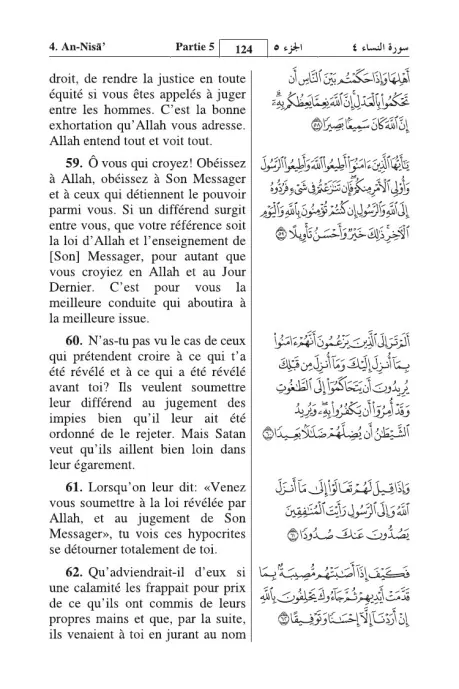 4. An-Nisā’ Partie 5 124 الجزء ٥ سورة النساء ٤
droit, de rendre la justice en toute
équité si vous êtes appelés à juger
entre les hommes. C’est la bonne
exhortation qu’Allah vous adresse.
Allah entend tout et voit tout.
59. Ô vous qui croyez! Obéissez
à Allah, obéissez à Son Messager
et à ceux qui détiennent le pouvoir
parmi vous. Si un différend surgit
entre vous, que votre référence soit
la loi d’Allah et l’enseignement de
[Son] Messager, pour autant que
vous croyiez en Allah et au Jour
Dernier. C’est pour vous la
meilleure conduite qui aboutira à
la meilleure issue.
60. N’as-tu pas vu le cas de ceux
qui prétendent croire à ce qui t’a
été révélé et à ce qui a été révélé
avant toi? Ils veulent soumettre
leur différend au jugement des
impies bien qu’il leur ait été
ordonné de le rejeter. Mais Satan
veut qu’ils aillent bien loin dans
leur égarement.
61. Lorsqu’on leur dit: «Venez
vous soumettre à la loi révélée par
Allah, et au jugement de Son
Messager», tu vois ces hypocrites
se détourner totalement de toi.
62. Qu’adviendrait-il d’eux si
une calamité les frappait pour prix
de ce qu’ils ont commis de leurs
propres mains et que, par la suite,
ils venaient à toi en jurant au nom
أَهْلِهَا وَإِذَا حَكَمْتُم بَيْنَ ٱلنَّاسِ أَن
تَحْكُمُوا۟ بِٱلْعَدْلِ ۚ إِنَّ ٱللَّهَ نِعِمَّا يَعِظُكُم بِهِۦٓ ۗ
إِنَّ ٱللَّهَ كَانَ سَمِيعًۢا بَصِيرًا ٥٨
يَٰٓأَيُّهَا ٱلَّذِينَ ءَامَنُوٓا۟ أَطِيعُوا۟ ٱللَّهَ وَأَطِيعُوا۟ ٱلرَّسُولَ
وَأُو۟لِى ٱلْأَمْرِ مِنكُمْ ۖ فَإِن تَنَٰزَعْتُمْ فِى شَىْءٍ فَرُدُّوهُ
إِلَى ٱللَّهِ وَٱلرَّسُولِ إِن كُنتُمْ تُؤْمِنُونَ بِٱللَّهِ وَٱلْيَوْمِ
ٱلْـَٔاخِرِ ۚ ذَٰلِكَ خَيْرٌ وَأَحْسَنُ تَأْوِيلًا ٥٩
أَلَمْ تَرَ إِلَى ٱلَّذِينَ يَزْعُمُونَ أَنَّهُمْ ءَامَنُوا۟
بِمَآ أُنزِلَ إِلَيْكَ وَمَآ أُنزِلَ مِن قَبْلِكَ
يُرِيدُونَ أَن يَتَحَاكَمُوٓا۟ إِلَى ٱلطَّٰغُوتِ
وَقَدْ أُمِرُوٓا۟ أَن يَكْفُرُوا۟ بِهِۦ وَيُرِيدُ
ٱلشَّيْطَٰنُ أَن يُضِلَّهُمْ ضَلَٰلًۢا بَعِيدًا ٦٠
وَإِذَا قِيلَ لَهُمْ تَعَالَوْا۟ إِلَىٰ مَآ أَنزَلَ
ٱللَّهُ وَإِلَى ٱلرَّسُولِ رَأَيْتَ ٱلْمُنَٰفِقِينَ
يَصُدُّونَ عَنكَ صُدُودًا ٦١
فَكَيْفَ إِذَآ أَصَٰبَتْهُم مُّصِيبَةٌۢ بِمَا
قَدَّمَتْ أَيْدِيهِمْ ثُمَّ جَآءُوكَ يَحْلِفُونَ بِٱللَّهِ
إِنْ أَرَدْنَآ إِلَّآ إِحْسَٰنًا وَتَوْفِيقًا ٦٢